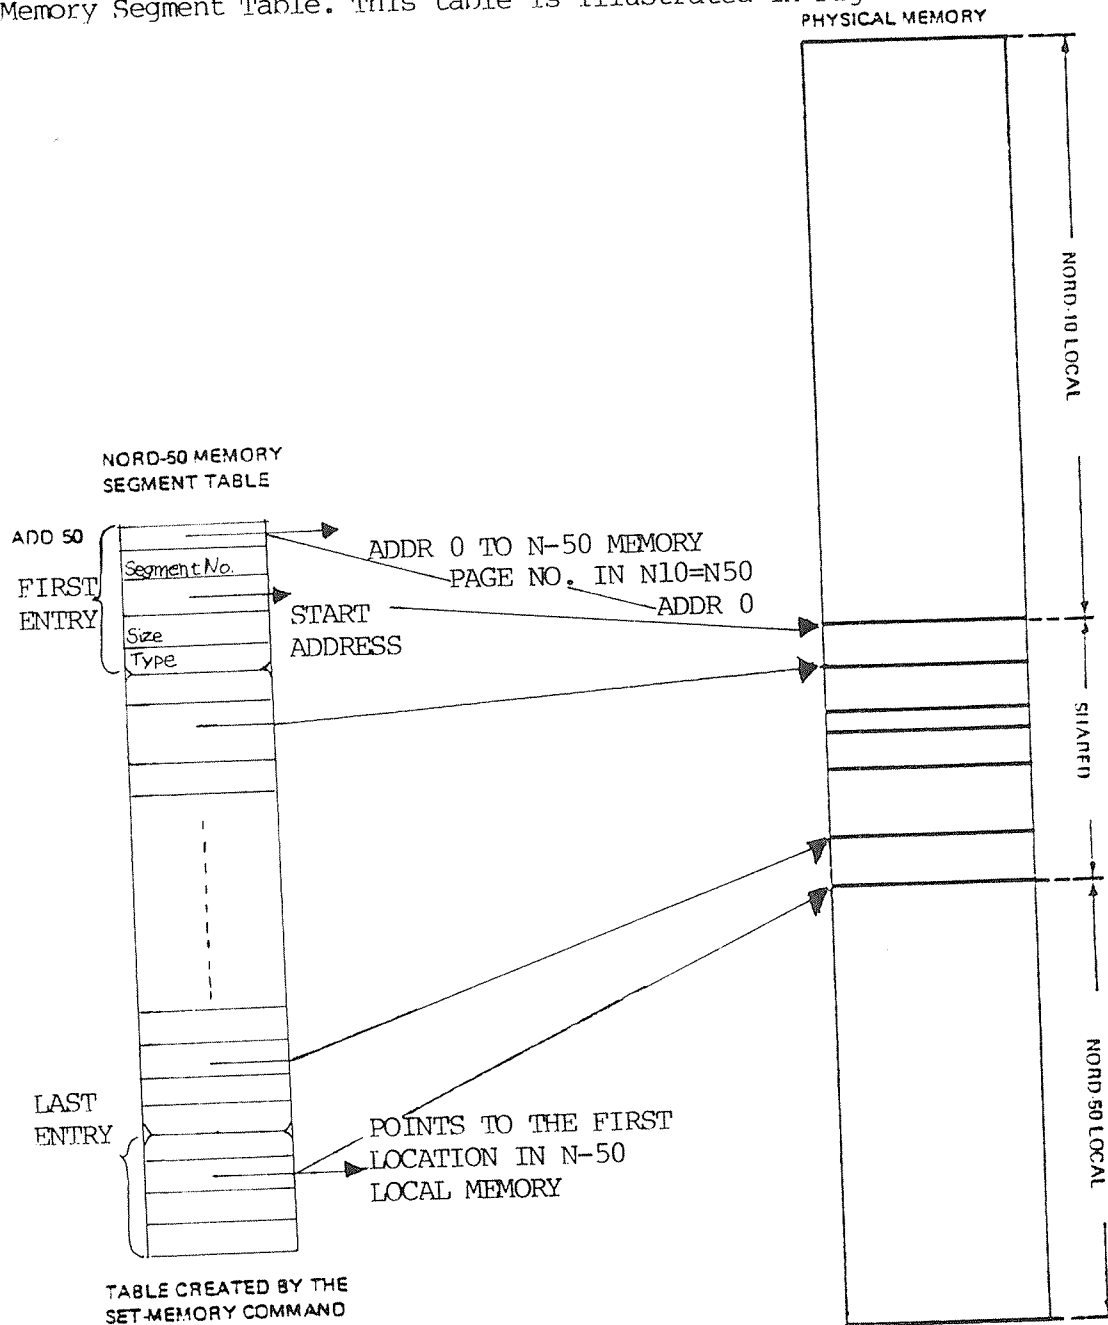 Memory Segment Table. This table is illustrated in
PHYSICAL MEMORY
NORD-10 LOCAL
NORD-50 MEMORY
SEGMENT TABLE
ADD 50
FIRST
ENTRY
Segment No.
Size
Type
ADDR 0 TO N-50 MEMORY
PAGE NO. IN N10=N50
ADDR 0
START
ADDRESS
SHARED
LAST
ENTRY
POINTS TO THE FIRST
LOCATION IN N-50
LOCAL MEMORY
NORD-50 LOCAL
TABLE CREATED BY THE
SET-MEMORY COMMAND